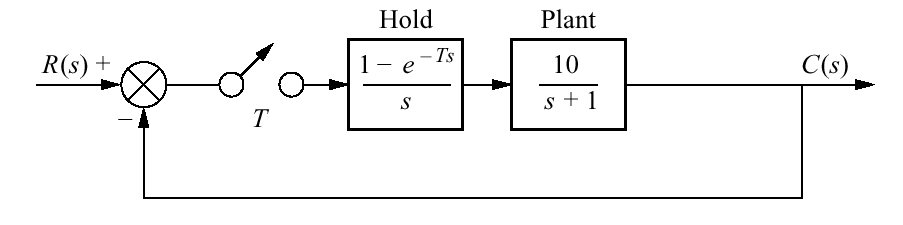 Hold
Plant
R(s) +
1 − e^−Ts
10
C(s)
s
s + 1
−
T